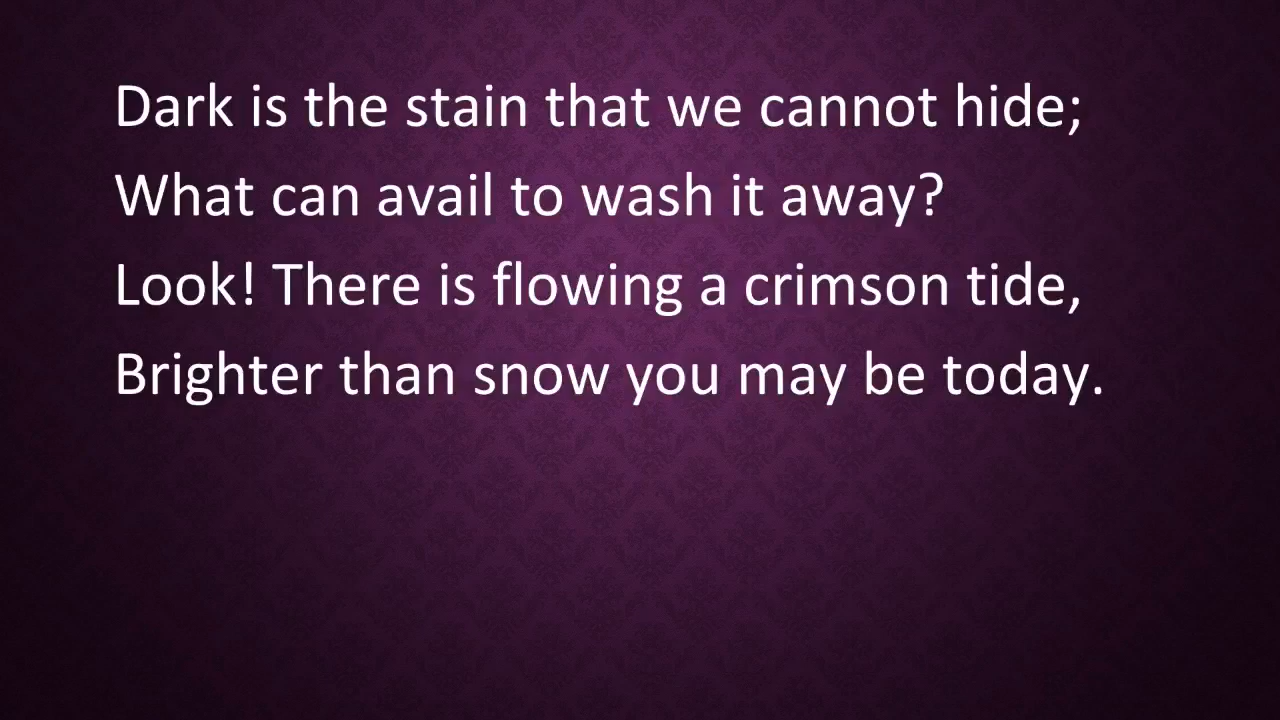 Dark is the stain that we cannot hide;
What can avail to wash it away?
Look! There is flowing a crimson tide,
Brighter than snow you may be today.